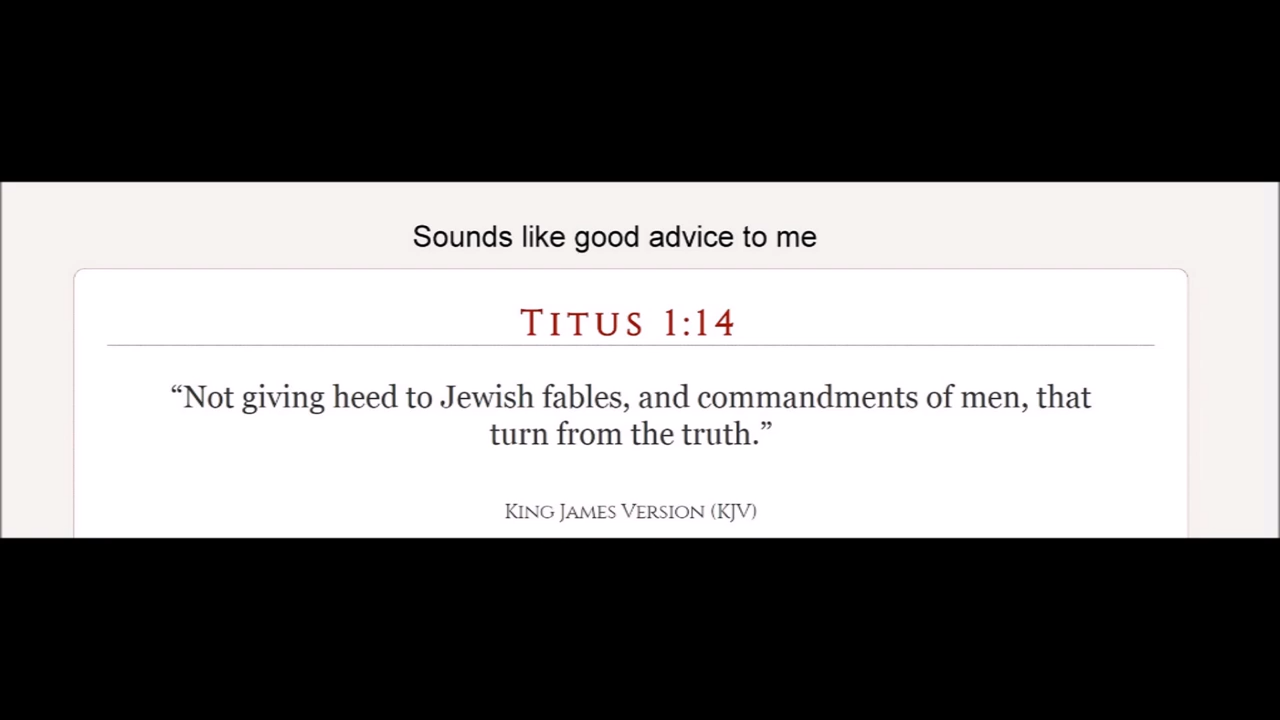 Sounds like good advice to me
Titus 1:14
“Not giving heed to Jewish fables, and commandments of men, that
turn from the truth.”
King James Version (KJV)